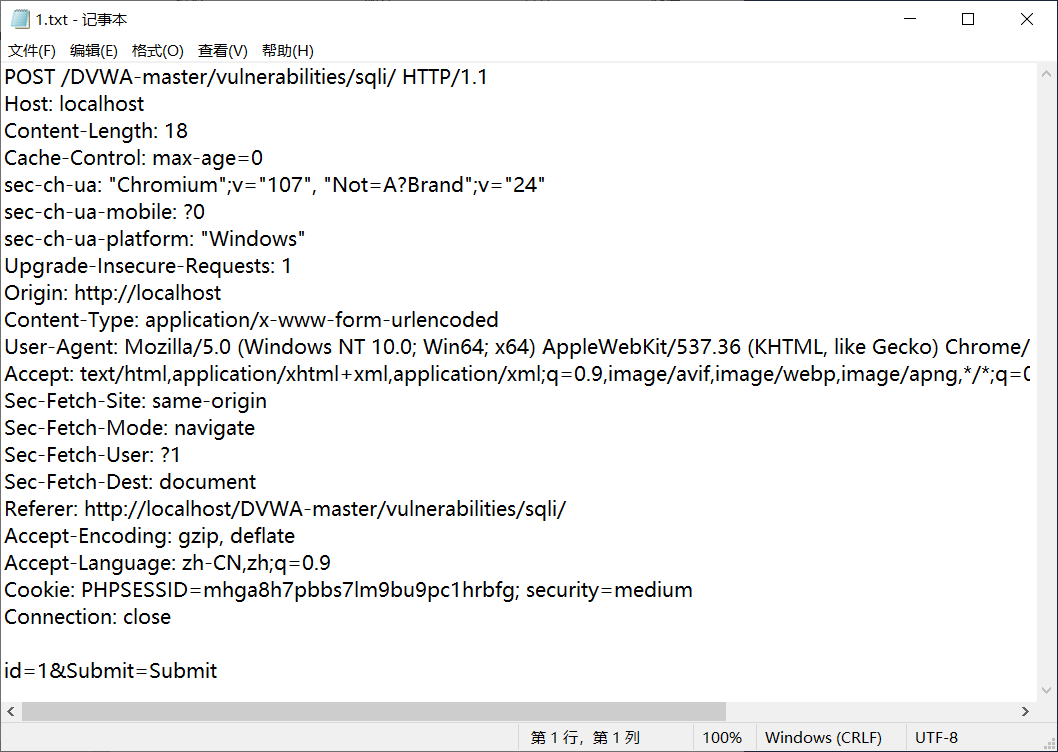 1.txt - 记事本
文件(F) 编辑(E) 格式(O) 查看(V) 帮助(H)
POST /DVWA-master/vulnerabilities/sqli/ HTTP/1.1
Host: localhost
Content-Length: 18
Cache-Control: max-age=0
sec-ch-ua: "Chromium";v="107", "Not=A?Brand";v="24"
sec-ch-ua-mobile: ?0
sec-ch-ua-platform: "Windows"
Upgrade-Insecure-Requests: 1
Origin: http://localhost
Content-Type: application/x-www-form-urlencoded
User-Agent: Mozilla/5.0 (Windows NT 10.0; Win64; x64) AppleWebKit/537.36 (KHTML, like Gecko) Chrome/
Accept: text/html,application/xhtml+xml,application/xml;q=0.9,image/avif,image/webp,image/apng,*/*;q=0
Sec-Fetch-Site: same-origin
Sec-Fetch-Mode: navigate
Sec-Fetch-User: ?1
Sec-Fetch-Dest: document
Referer: http://localhost/DVWA-master/vulnerabilities/sqli/
Accept-Encoding: gzip, deflate
Accept-Language: zh-CN,zh;q=0.9
Cookie: PHPSESSID=mhga8h7pbbs7lm9bu9pc1hrbfg; security=medium
Connection: close
id=1&Submit=Submit
第 1 行，第 1 列 100% Windows (CRLF) UTF-8